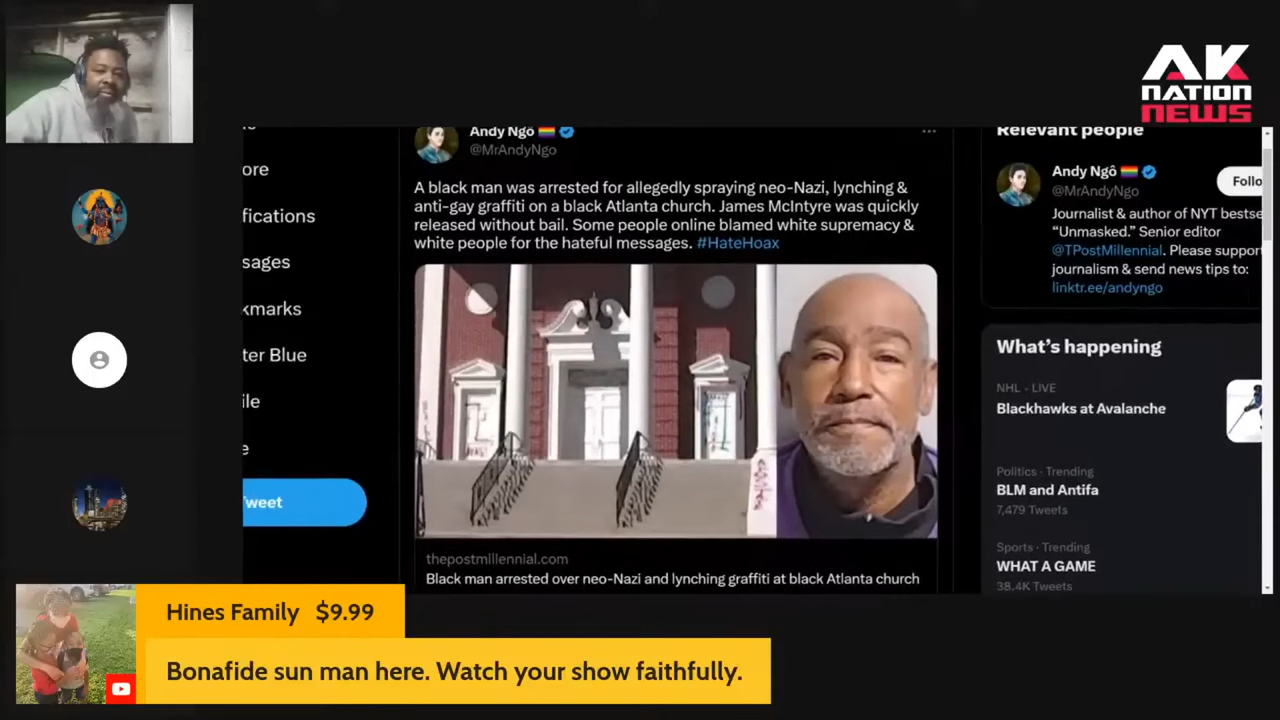 AK
NATION
NEWS
ore
fications
sages
kmarks
ter Blue
ile
e
weet
Andy Ngô
@MrAndyNgo
A black man was arrested for allegedly spraying neo-Nazi, lynching &
anti-gay graffiti on a black Atlanta church. James McIntyre was quickly
released without bail. Some people online blamed white supremacy &
white people for the hateful messages. #HateHoax
thepostmillennial.com
Black man arrested over neo-Nazi and lynching graffiti at black Atlanta church
Relevant people
Andy Ngô
@MrAndyNgo
Follo
Journalist & author of NYT bestse
“Unmasked.” Senior editor
@TPostMillennial. Please support
journalism & send news tips to:
linktr.ee/andyngo
What’s happening
NHL · LIVE
Blackhawks at Avalanche
Politics · Trending
BLM and Antifa
7,479 Tweets
Sports · Trending
WHAT A GAME
38.4K Tweets
Hines Family $9.99
Bonafide sun man here. Watch your show faithfully.